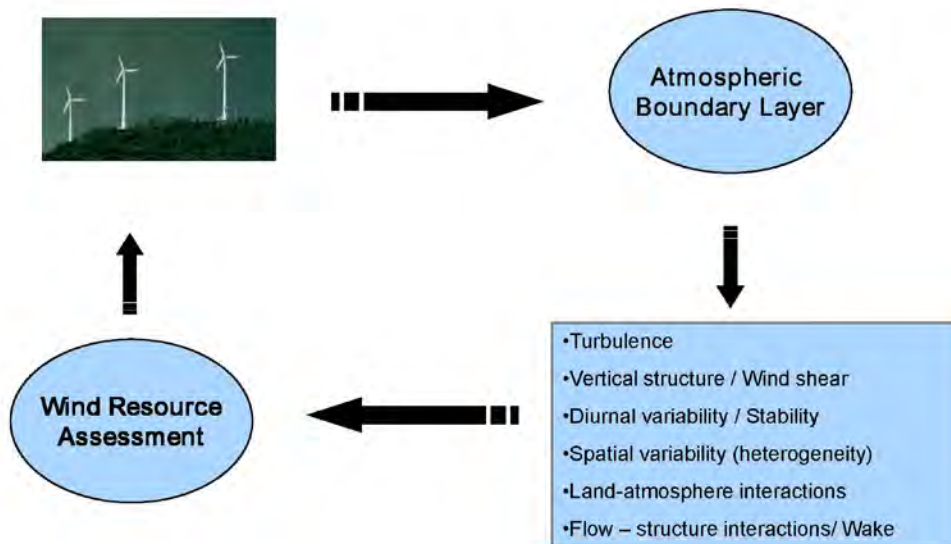 Atmospheric
Boundary Layer
•Turbulence
•Vertical structure / Wind shear
•Diurnal variability / Stability
•Spatial variability (heterogeneity)
•Land-atmosphere interactions
•Flow – structure interactions/ Wake
Wind Resource
Assessment